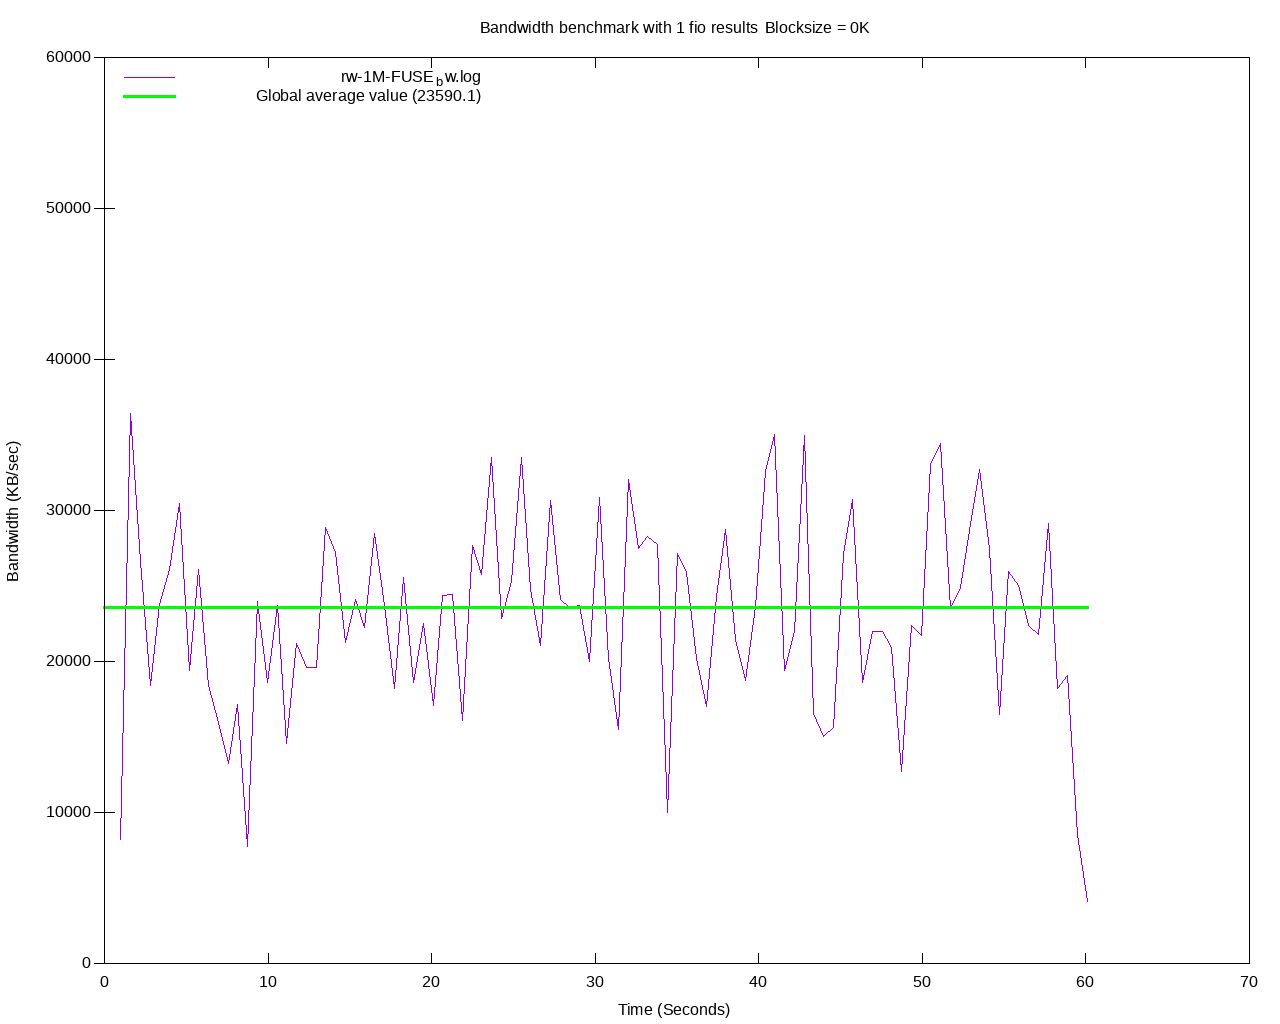 Bandwidth benchmark with 1 fio results Blocksize = 0K
60000
rw-1M-FUSE_bw.log
Global average value (23590.1)
50000
40000
Bandwidth (KB/sec)
30000
20000
10000
0
0 10 20 30 40 50 60 70
Time (Seconds)